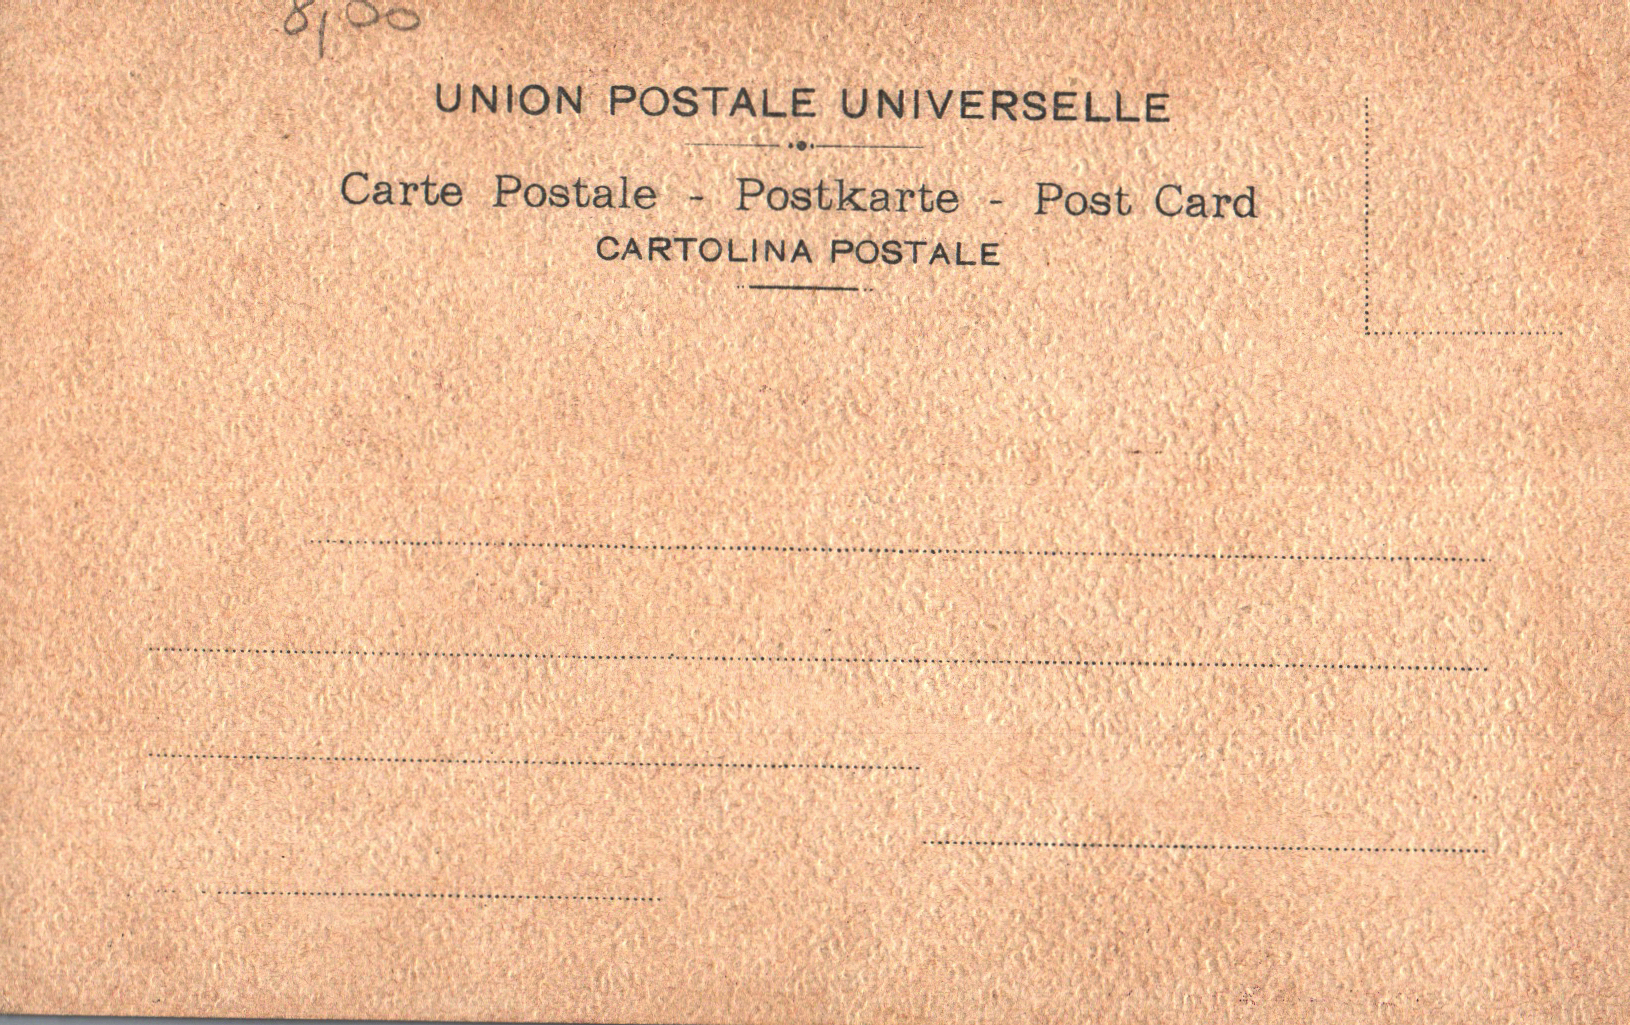 8,00
UNION POSTALE UNIVERSELLE
Carte Postale - Postkarte - Post Card
CARTOLINA POSTALE